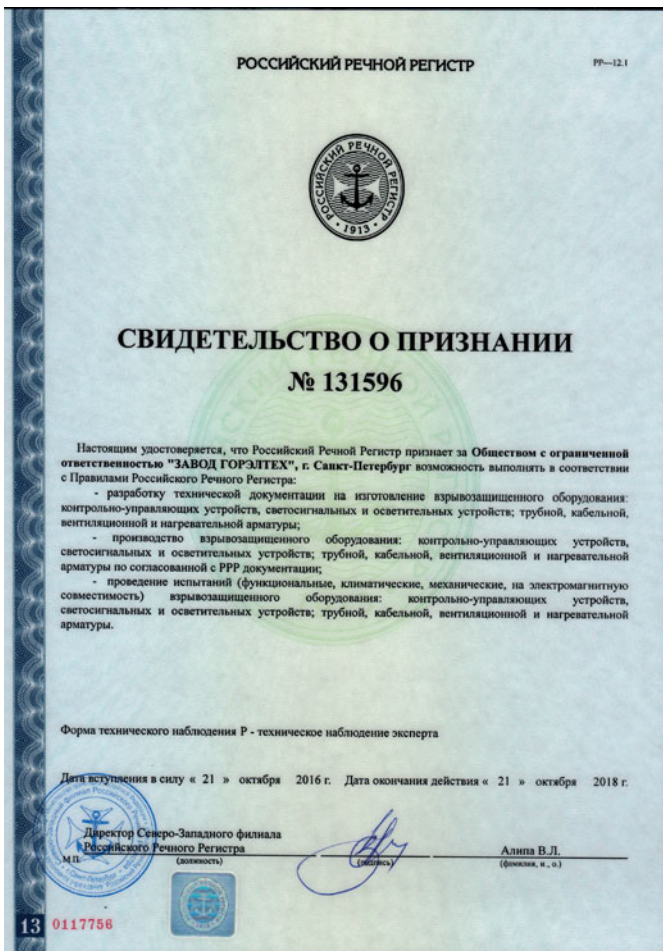 РОССИЙСКИЙ РЕЧНОЙ РЕГИСТР
РР—12.1
РОССИЙСКИЙ РЕЧНОЙ РЕГИСТР
· 1913 ·
СВИДЕТЕЛЬСТВО О ПРИЗНАНИИ
№ 131596
Настоящим удостоверяется, что Российский Речной Регистр признает за Обществом с ограниченной
ответственностью "ЗАВОД ГОРЭЛТЕХ", г. Санкт-Петербург возможность выполнять в соответствии
с Правилами Российского Речного Регистра:
- разработку технической документации на изготовление взрывозащищенного оборудования:
контрольно-управляющих устройств, светосигнальных и осветительных устройств; трубной, кабельной,
вентиляционной и нагревательной арматуры;
- производство взрывозащищенного оборудования: контрольно-управляющих устройств,
светосигнальных и осветительных устройств; трубной, кабельной, вентиляционной и нагревательной
арматуры по согласованной с РРР документации;
- проведение испытаний (функциональные, климатические, механические, на электромагнитную
совместимость) взрывозащищенного оборудования: контрольно-управляющих устройств,
светосигнальных и осветительных устройств; трубной, кабельной, вентиляционной и нагревательной
арматуры.
Форма технического наблюдения Р - техническое наблюдение эксперта
Дата вступления в силу « 21 » октября 2016 г. Дата окончания действия « 21 » октября 2018 г.
Директор Северо-Западного филиала
Российского Речного Регистра
Алипа В.Л.
М.П.
(должность)
(подпись)
(фамилия, и., о.)
13 0117756